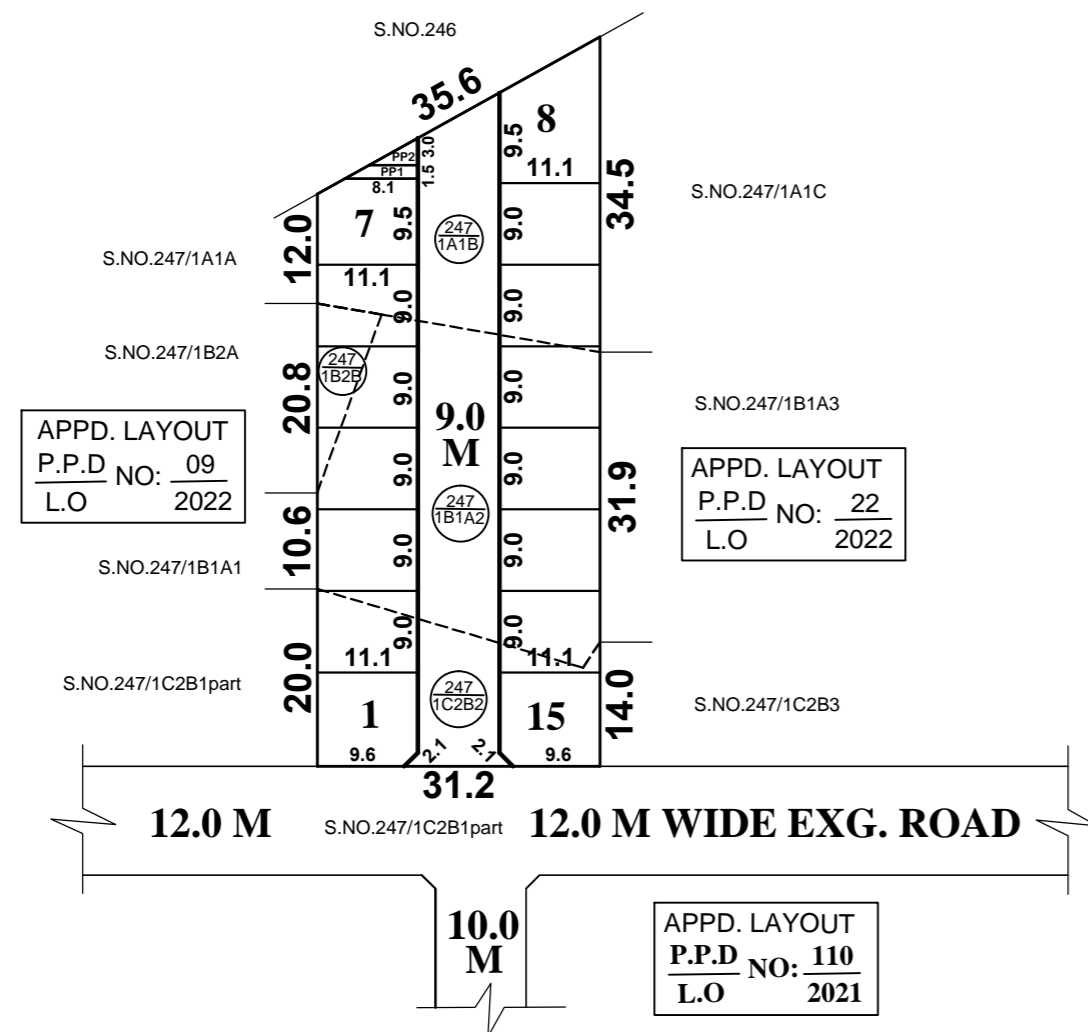 S.NO.246
35.6
8
9.5
11.1
3.0
1.5
PP2
PP1
8.1
7
9.5
12.0
34.5
247
1A1B
9.0
S.NO.247/1A1C
S.NO.247/1A1A
11.1
9.0
9.0
S.NO.247/1B2A
247
1B2B
20.8
9.0
9.0
9.0
M
S.NO.247/1B1A3
APPD. LAYOUT
P.P.D NO: 09
L.O 2022
9.0
9.0
31.9
APPD. LAYOUT
P.P.D NO: 22
L.O 2022
247
1B1A2
10.6
9.0
9.0
S.NO.247/1B1A1
9.0
9.0
20.0
11.1
11.1
S.NO.247/1C2B1part
247
1C2B2
14.0
S.NO.247/1C2B3
1
15
9.6
2.1
2.1
9.6
31.2
12.0 M
S.NO.247/1C2B1part
12.0 M WIDE EXG. ROAD
10.0
M
APPD. LAYOUT
P.P.D NO: 110
L.O 2021